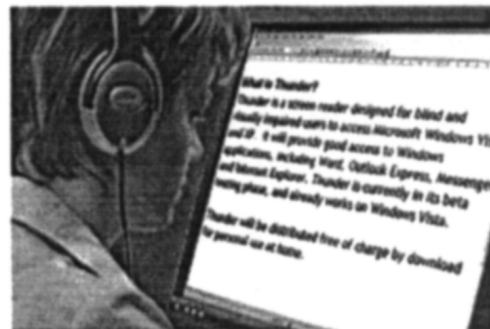 What is Thunder?
Thunder is a screen reader designed for blind and
visually impaired users to access Microsoft Windows Vis
and XP. It will provide good access to Windows
applications, including Word, Outlook Express, Messenger
and Internet Explorer. Thunder is currently in its beta
testing phase, and already works on Windows Vista.
Thunder will be distributed free of charge by download
for personal use at home.